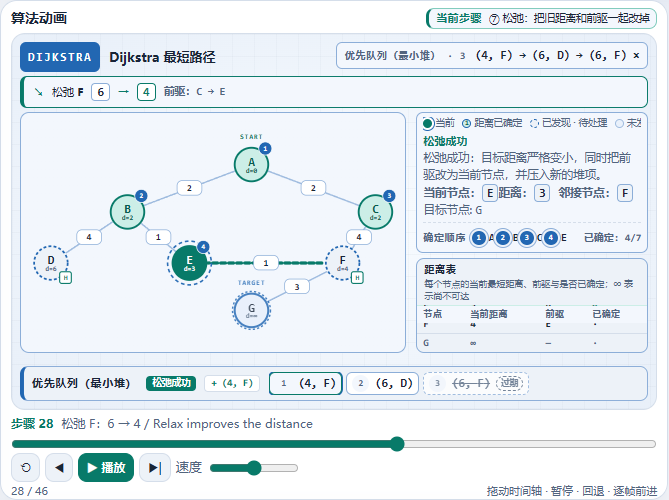 算法动画
当前步骤 ⑦ 松弛：把旧距离和前驱一起改掉
DIJKSTRA Dijkstra 最短路径
优先队列（最小堆） · 3 (4, F) → (6, D) → (6, F) ×
↘ 松弛 F 6 → 4 前驱: C → E
START
A
d=0
1
2
2
B
d=2
2
C
d=2
3
4
1
4
D
d=6
H
E
d=3
4
1
F
d=4
H
TARGET
3
G
d=∞
当前 ① 距离已确定 已发现 · 待处理
松弛成功
松弛成功：目标距离严格变小，同时把前
驱改为当前节点，并压入新的堆项。
当前节点： E 距离： 3 邻接节点： F
目标节点: G
确定顺序 1 A 2 B 3 C 4 E 已确定: 4/7
距离表
每个节点的当前最短距离、前驱与是否已确定；∞ 表
示尚不可达
节点 当前距离 前驱 已确定
F 4 E ·
G ∞ — ·
优先队列（最小堆） 松弛成功 + (4, F) 1 (4, F) 2 (6, D) 3 (6, F) 过期
步骤 28 松弛 F: 6 → 4 / Relax improves the distance
▶ 播放 速度
28 / 46
拖动时间轴 · 暂停 · 回退 · 逐帧前进